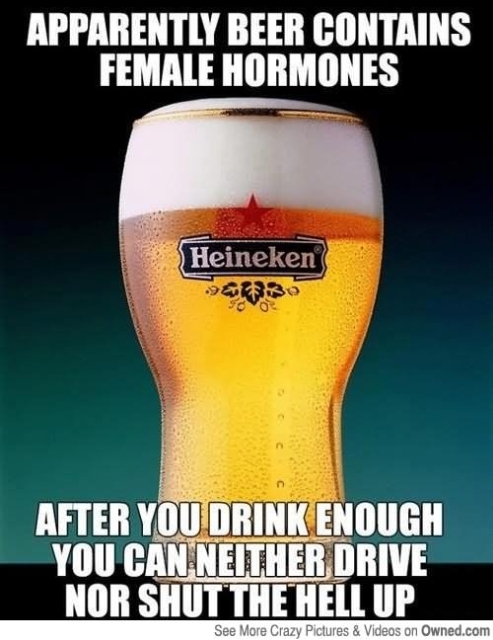 APPARENTLY BEER CONTAINS
FEMALE HORMONES
Heineken®
AFTER YOU DRINK ENOUGH
YOU CAN NEITHER DRIVE
NOR SHUT THE HELL UP
See More Crazy Pictures & Videos on Owned.com